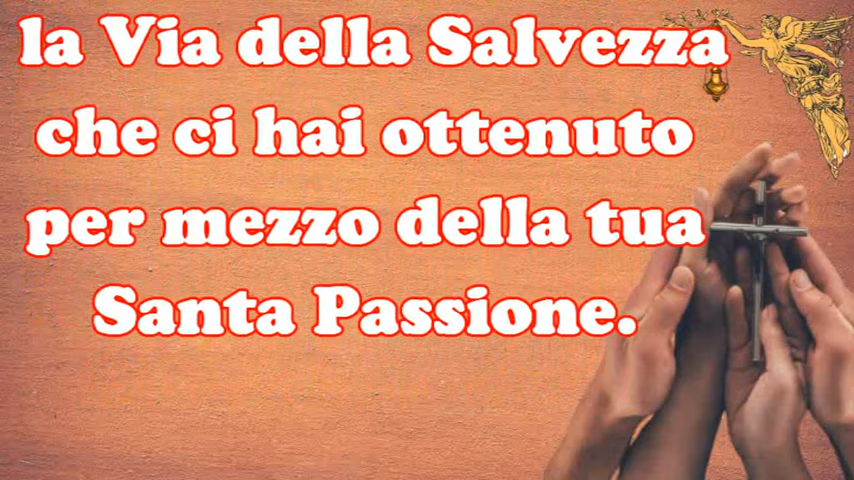 la Via della Salvezza
che ci hai ottenuto
per mezzo della tua
Santa Passione.